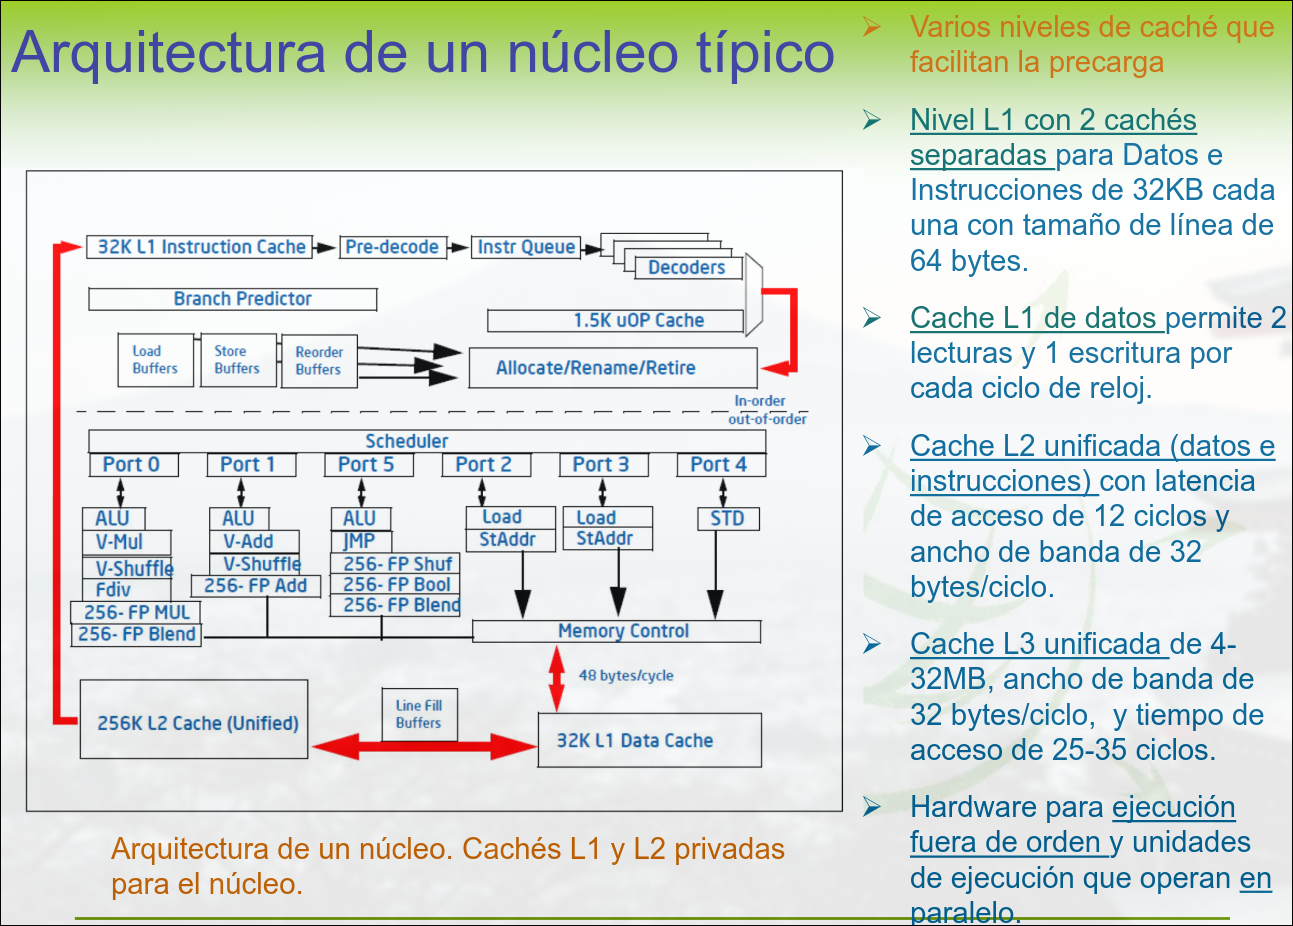 Arquitectura de un núcleo típico
32K L1 Instruction Cache
Pre-decode
Instr Queue
Decoders
Branch Predictor
1.5K uOP Cache
Load
Buffers
Store
Buffers
Reorder
Buffers
Allocate/Rename/Retire
In-order
out-of-order
Scheduler
Port 0
Port 1
Port 5
Port 2
Port 3
Port 4
ALU
V-Mul
V-Shuffle
Fdiv
256- FP MUL
256- FP Blend
ALU
V-Add
V-Shuffle
256- FP Add
ALU
JMP
256- FP Shuf
256- FP Bool
256- FP Blend
Load
StAddr
Load
StAddr
STD
Memory Control
48 bytes/cycle
256K L2 Cache (Unified)
Line Fill
Buffers
32K L1 Data Cache
Arquitectura de un núcleo. Cachés L1 y L2 privadas
para el núcleo.
Varios niveles de caché que
facilitan la precarga
Nivel L1 con 2 cachés
separadas para Datos e
Instrucciones de 32KB cada
una con tamaño de línea de
64 bytes.
Cache L1 de datos permite 2
lecturas y 1 escritura por
cada ciclo de reloj.
Cache L2 unificada (datos e
instrucciones) con latencia
de acceso de 12 ciclos y
ancho de banda de 32
bytes/ciclo.
Cache L3 unificada de 4-
32MB, ancho de banda de
32 bytes/ciclo, y tiempo de
acceso de 25-35 ciclos.
Hardware para ejecución
fuera de orden y unidades
de ejecución que operan en
paralelo.